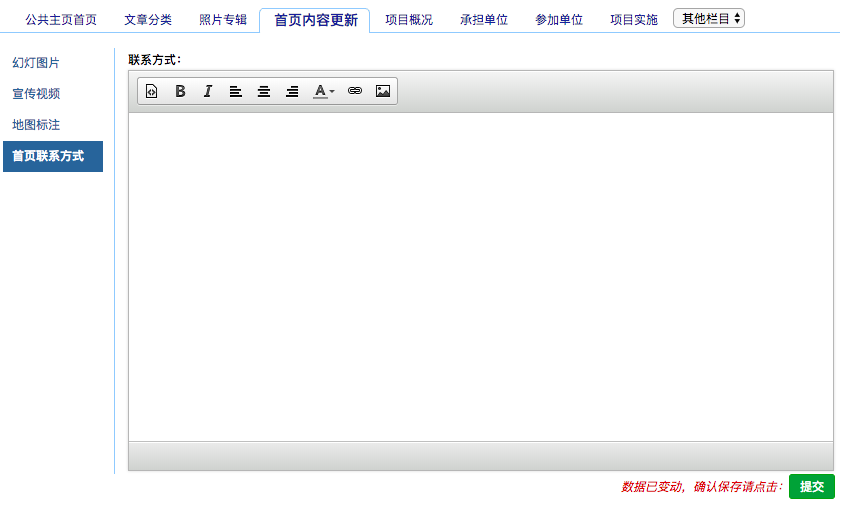 公共主页首页 文章分类 照片专辑 首页内容更新 项目概况 承担单位 参加单位 项目实施 其他栏目
幻灯图片
宣传视频
地图标注
首页联系方式
联系方式：
B I A
数据已变动，确认保存请点击： 提交